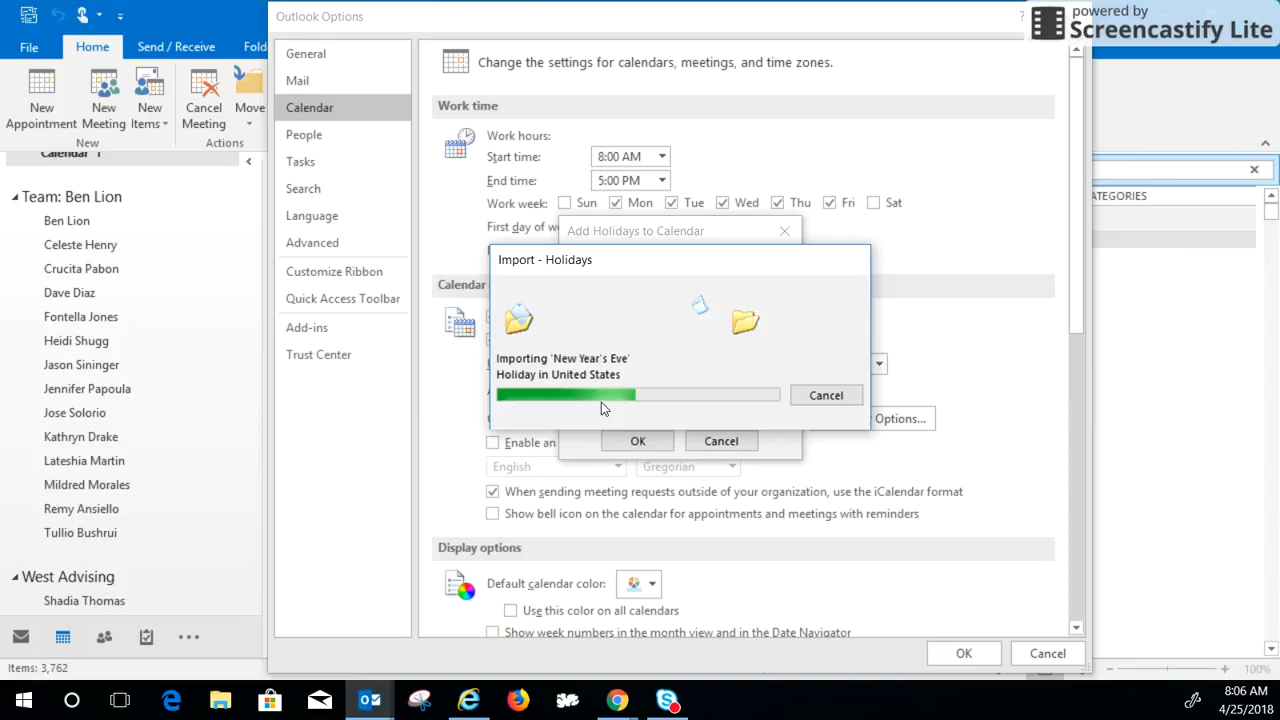 Outlook Options
?
powered by
Screencastify Lite
File
Home
Send / Receive
New
Appointment
New
Meeting
New
Items
Cancel
Meeting
Move
New
Actions
Calendar
Team: Ben Lion
Ben Lion
Celeste Henry
Crucita Pabon
Dave Diaz
Fontella Jones
Heidi Shugg
Jason Sininger
Jennifer Papoula
Jose Solorio
Kathryn Drake
Lateshia Martin
Mildred Morales
Remy Ansiello
Tullio Bushrui
West Advising
Shadia Thomas
Items: 3,762
General
Mail
Calendar
People
Tasks
Search
Language
Advanced
Customize Ribbon
Quick Access Toolbar
Add-ins
Trust Center
Change the settings for calendars, meetings, and time zones.
Work time
Work hours:
Start time:
8:00 AM
End time:
5:00 PM
Work week:
Sun
Mon
Tue
Wed
Thu
Fri
Sat
First day of
Add Holidays to Calendar
Import - Holidays
Importing 'New Year's Eve'
Holiday in United States
Cancel
OK
Cancel
Calendar
Options...
Enable an
English
Gregorian
When sending meeting requests outside of your organization, use the iCalendar format
Show bell icon on the calendar for appointments and meetings with reminders
Display options
Default calendar color:
Use this color on all calendars
Show week numbers in the month view and in the Date Navigator
OK
Cancel
ATEGORIES
100%
8:06 AM
4/25/2018